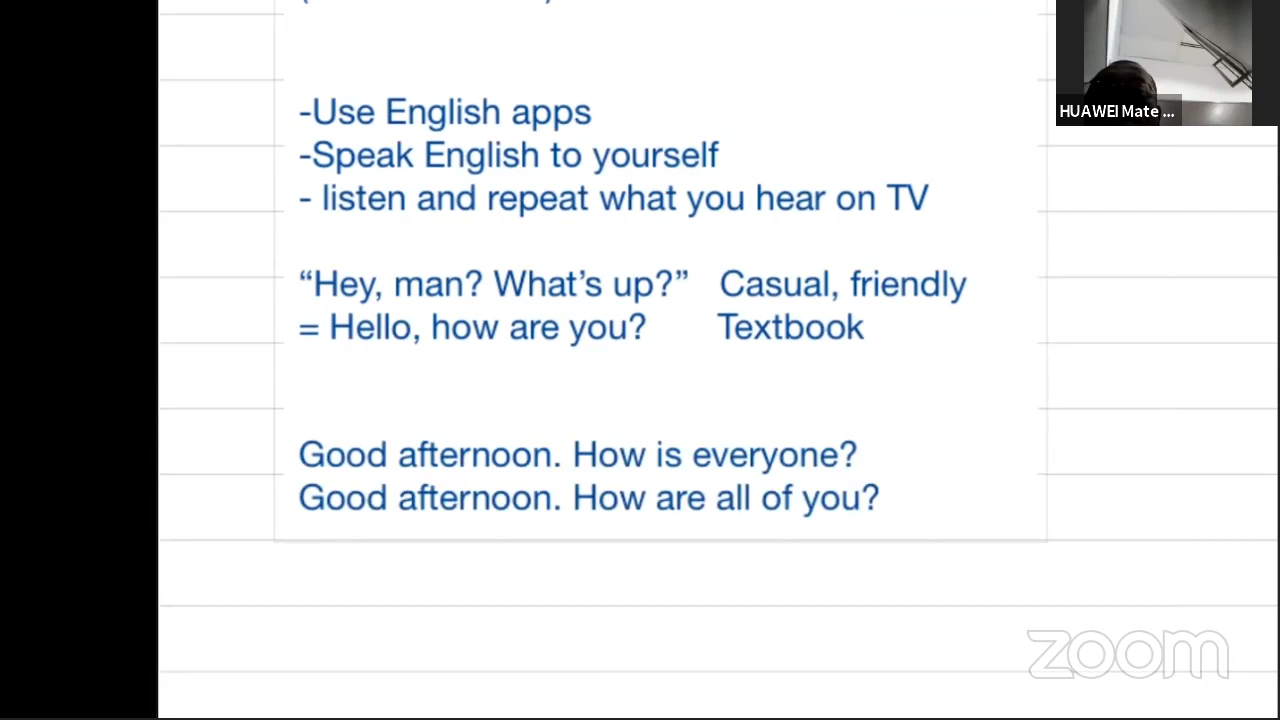 HUAWEI Mate ...
-Use English apps
-Speak English to yourself
- listen and repeat what you hear on TV
“Hey, man? What’s up?” Casual, friendly
= Hello, how are you? Textbook
Good afternoon. How is everyone?
Good afternoon. How are all of you?
zoom